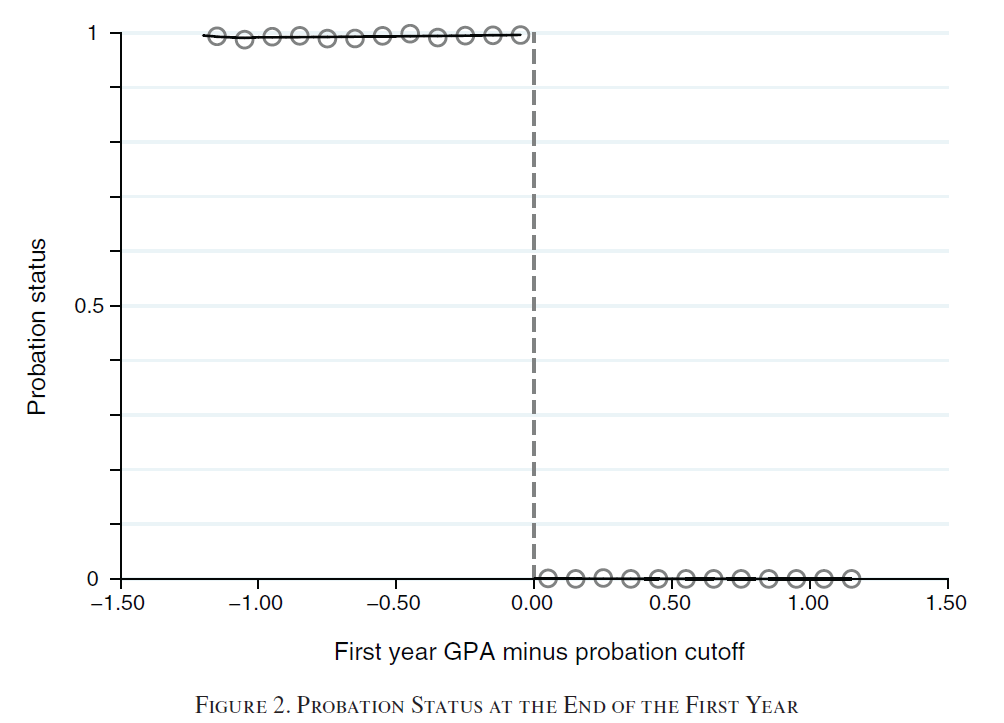 1
0.5
0
Probation status
−1.50 −1.00 −0.50 0.00 0.50 1.00 1.50
First year GPA minus probation cutoff
Figure 2. Probation Status at the End of the First Year